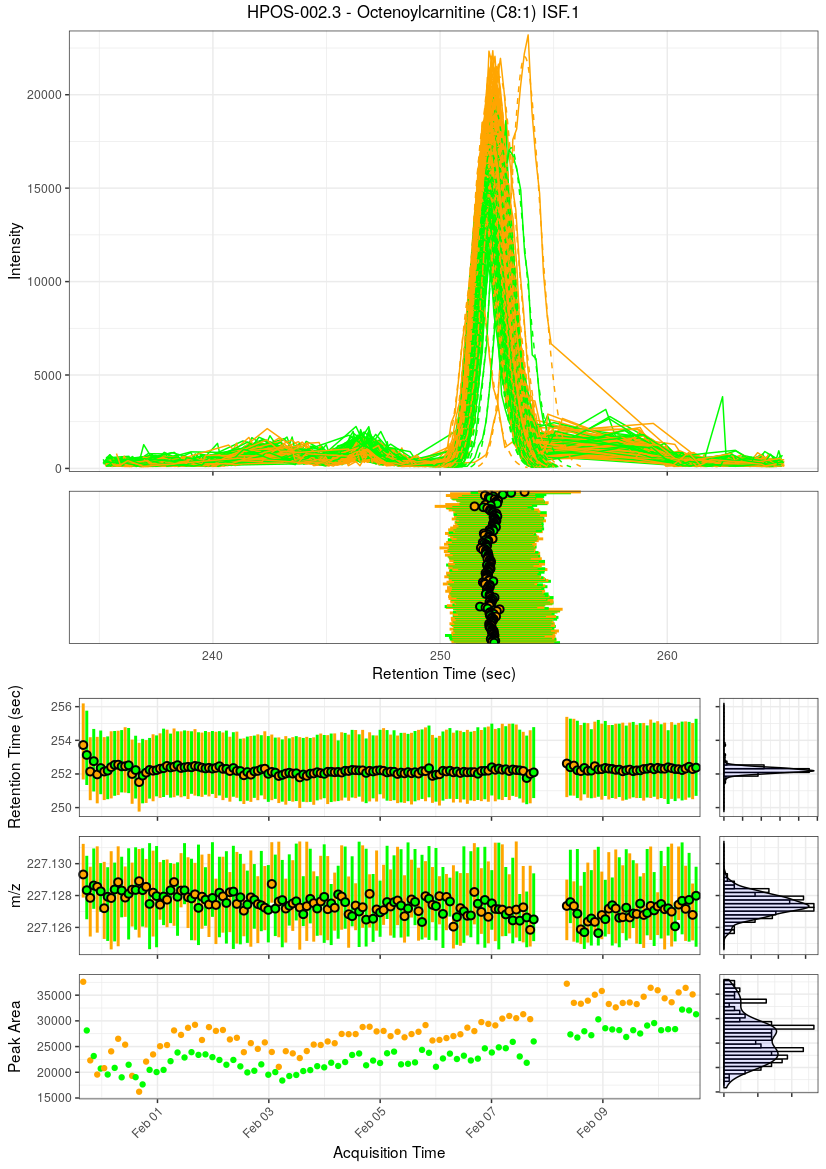 HPOS-002.3 - Octenoylcarnitine (C8:1) ISF.1
Intensity
20000
15000
10000
5000
0
240
250
260
Retention Time (sec)
Retention Time (sec)
256
254
252
250
m/z
227.130
227.128
227.126
Peak Area
35000
30000
25000
20000
15000
Feb 01
Feb 03
Feb 05
Feb 07
Feb 09
Acquisition Time